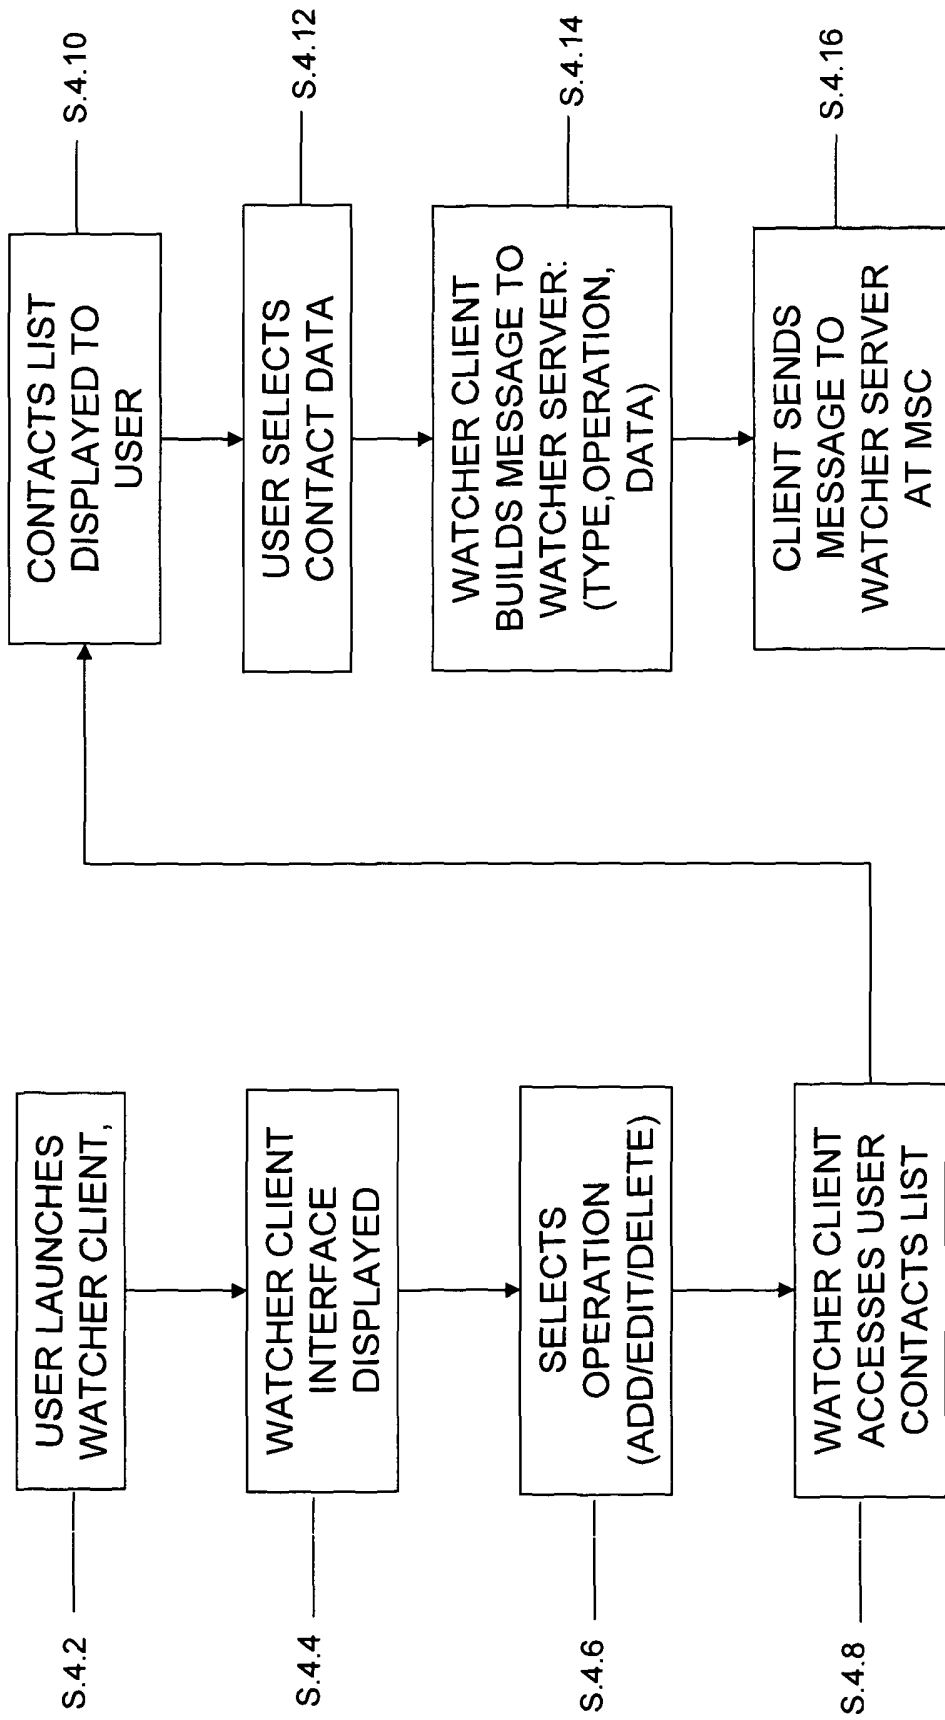 S.4.2
USER LAUNCHES
WATCHER CLIENT,
S.4.4
WATCHER CLIENT
INTERFACE
DISPLAYED
S.4.6
SELECTS
OPERATION
(ADD/EDIT/DELETE)
S.4.8
WATCHER CLIENT
ACCESSES USER
CONTACTS LIST
CONTACTS LIST
DISPLAYED TO
USER
S.4.10
USER SELECTS
CONTACT DATA
S.4.12
WATCHER CLIENT
BUILDS MESSAGE TO
WATCHER SERVER:
(TYPE,OPERATION,
DATA)
S.4.14
CLIENT SENDS
MESSAGE TO
WATCHER SERVER
AT MSC
S.4.16